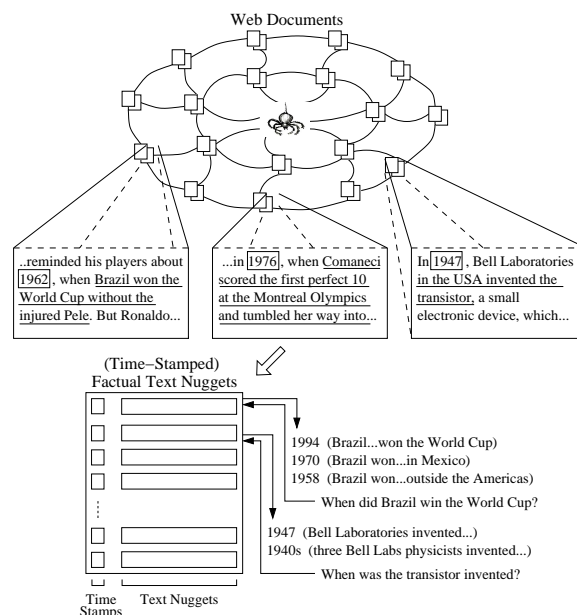 Web Documents
..reminded his players about
1962, when Brazil won the
World Cup without the
injured Pele. But Ronaldo...
...in 1976, when Comaneci
scored the first perfect 10
at the Montreal Olympics
and tumbled her way into...
In 1947, Bell Laboratories
in the USA invented the
transistor, a small
electronic device, which...
(Time−Stamped)
Factual Text Nuggets
1994 (Brazil...won the World Cup)
1970 (Brazil won...in Mexico)
1958 (Brazil won...outside the Americas)
When did Brazil win the World Cup?
1947 (Bell Laboratories invented...)
1940s (three Bell Labs physicists invented...)
When was the transistor invented?
Time
Stamps
Text Nuggets